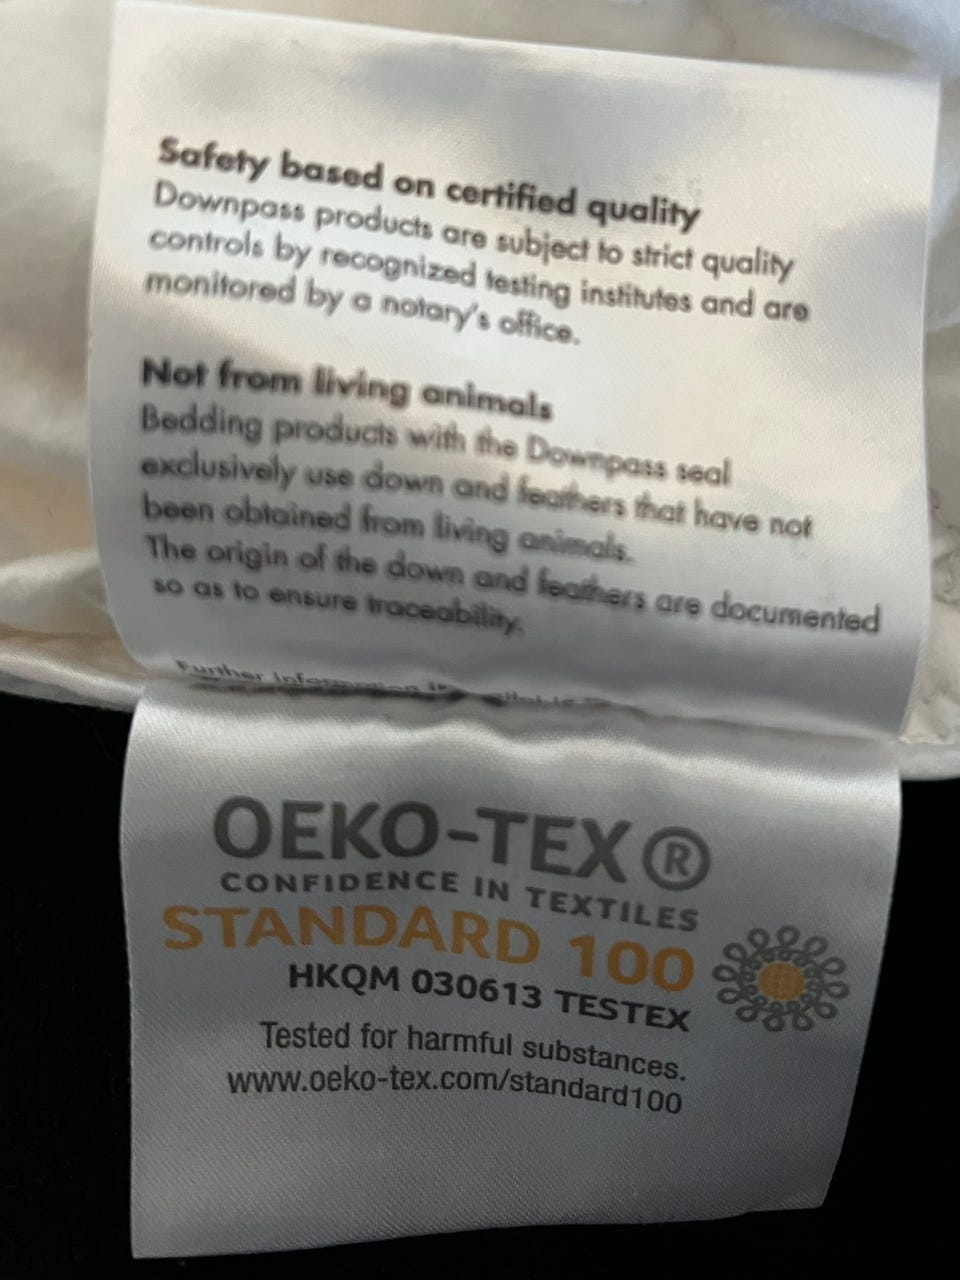 Safety based on certified quality
Downpass products are subject to strict quality
controls by recognized testing institutes and are
monitored by a notary's office.
Not from living animals
Bedding products with the Downpass seal
exclusively use down and feathers that have not
been obtained from living animals.
The origin of the down and feathers are documented
so as to ensure traceability.
Further information
OEKO-TEX®
CONFIDENCE IN TEXTILES
STANDARD 100
HKQM 030613 TESTEX
Tested for harmful substances.
www.oeko-tex.com/standard100